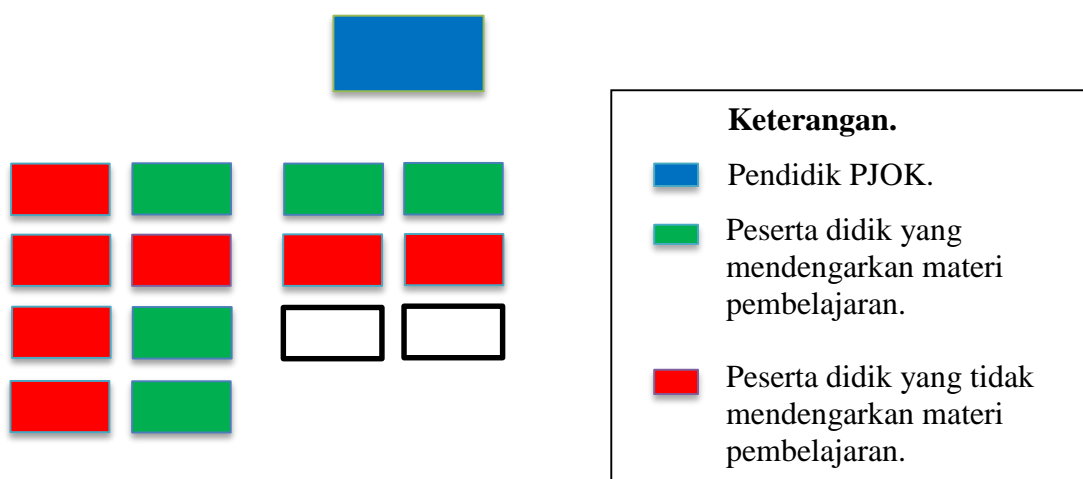 Keterangan.
Pendidik PJOK.
Peserta didik yang
mendengarkan materi
pembelajaran.
Peserta didik yang tidak
mendengarkan materi
pembelajaran.